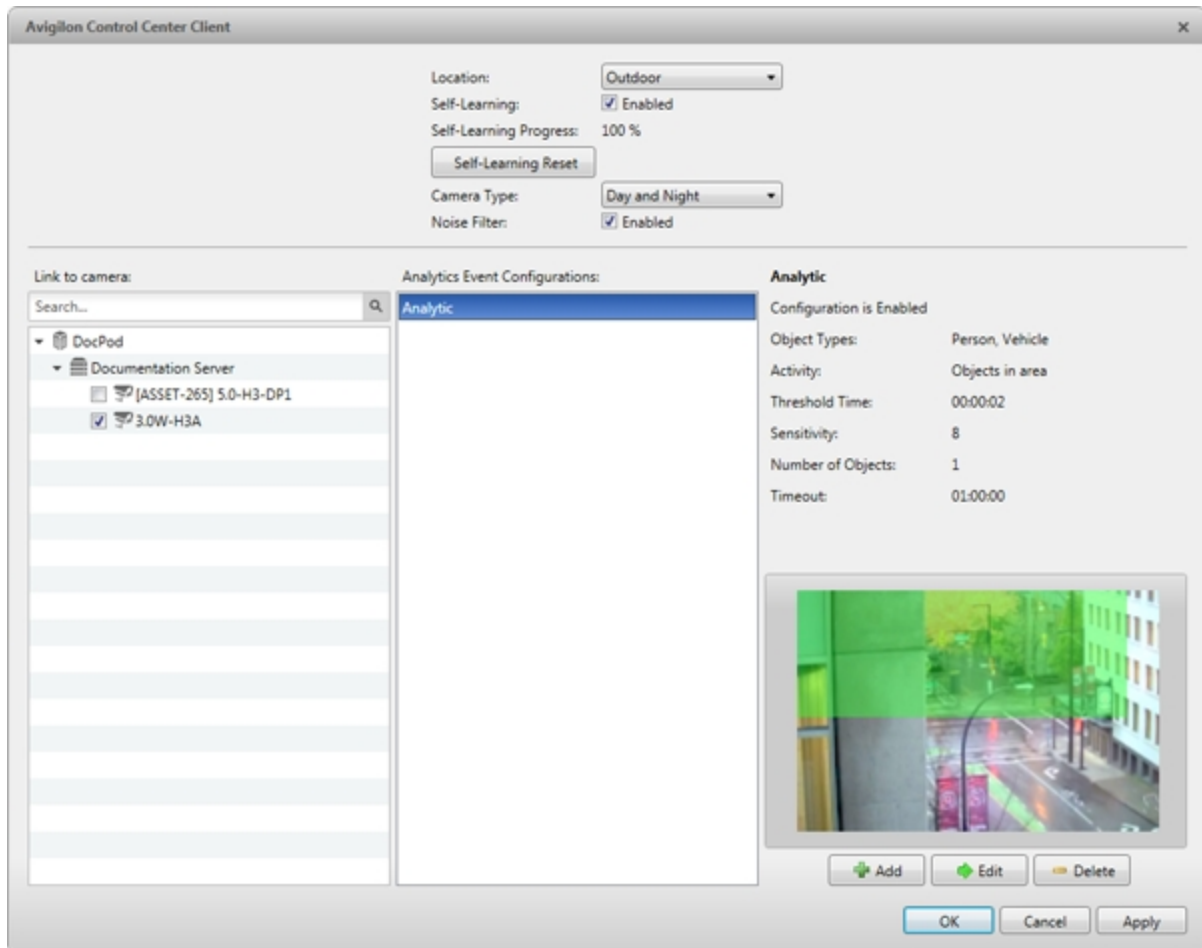 Avigilon Control Center Client
Location: Outdoor
Self-Learning: Enabled
Self-Learning Progress: 100 %
Self-Learning Reset
Camera Type: Day and Night
Noise Filter: Enabled
Link to camera:
Search...
DocPod
Documentation Server
[ASSET-265] 5.0-H3-DP1
3.0W-H3A
Analytics Event Configurations:
Analytic
Analytic
Configuration is Enabled
Object Types: Person, Vehicle
Activity: Objects in area
Threshold Time: 00:00:02
Sensitivity: 8
Number of Objects: 1
Timeout: 01:00:00
Add Edit Delete
OK Cancel Apply